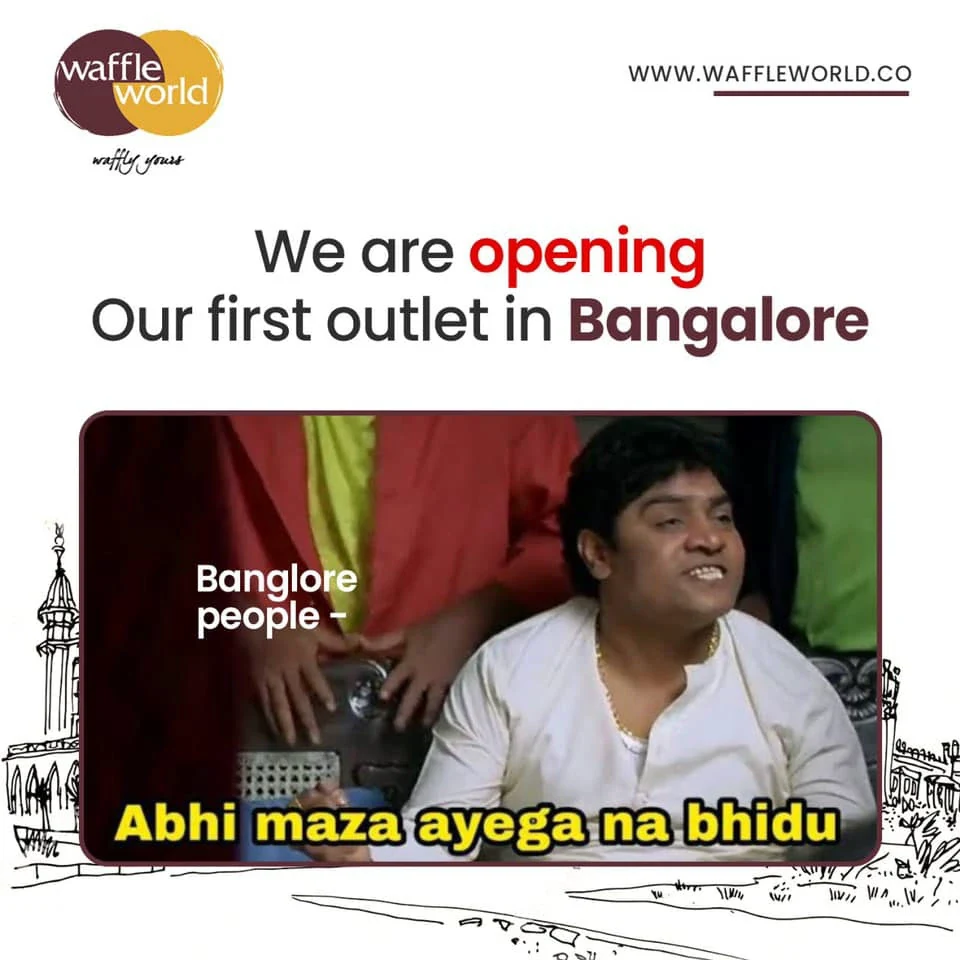 waffle
world
waffly yours
WWW.WAFFLEWORLD.CO
We are opening
Our first outlet in Bangalore
Banglore
people -
Abhi maza ayega na bhidu